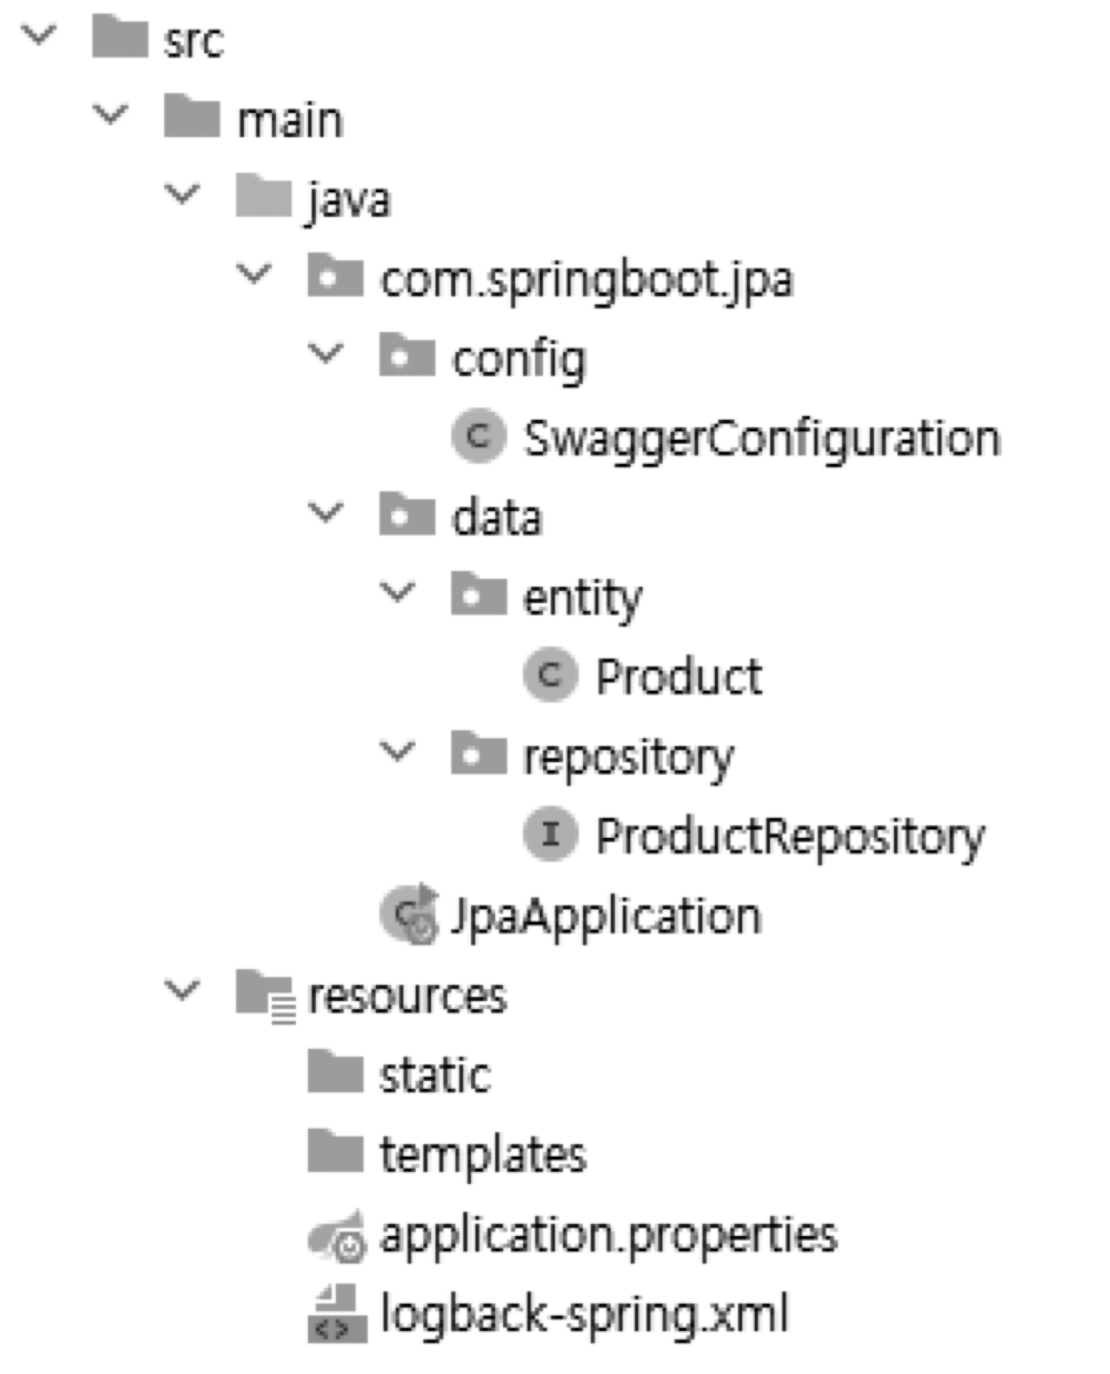 src
main
java
com.springboot.jpa
config
C SwaggerConfiguration
data
entity
C Product
repository
I ProductRepository
C JpaApplication
resources
static
templates
application.properties
<> logback-spring.xml